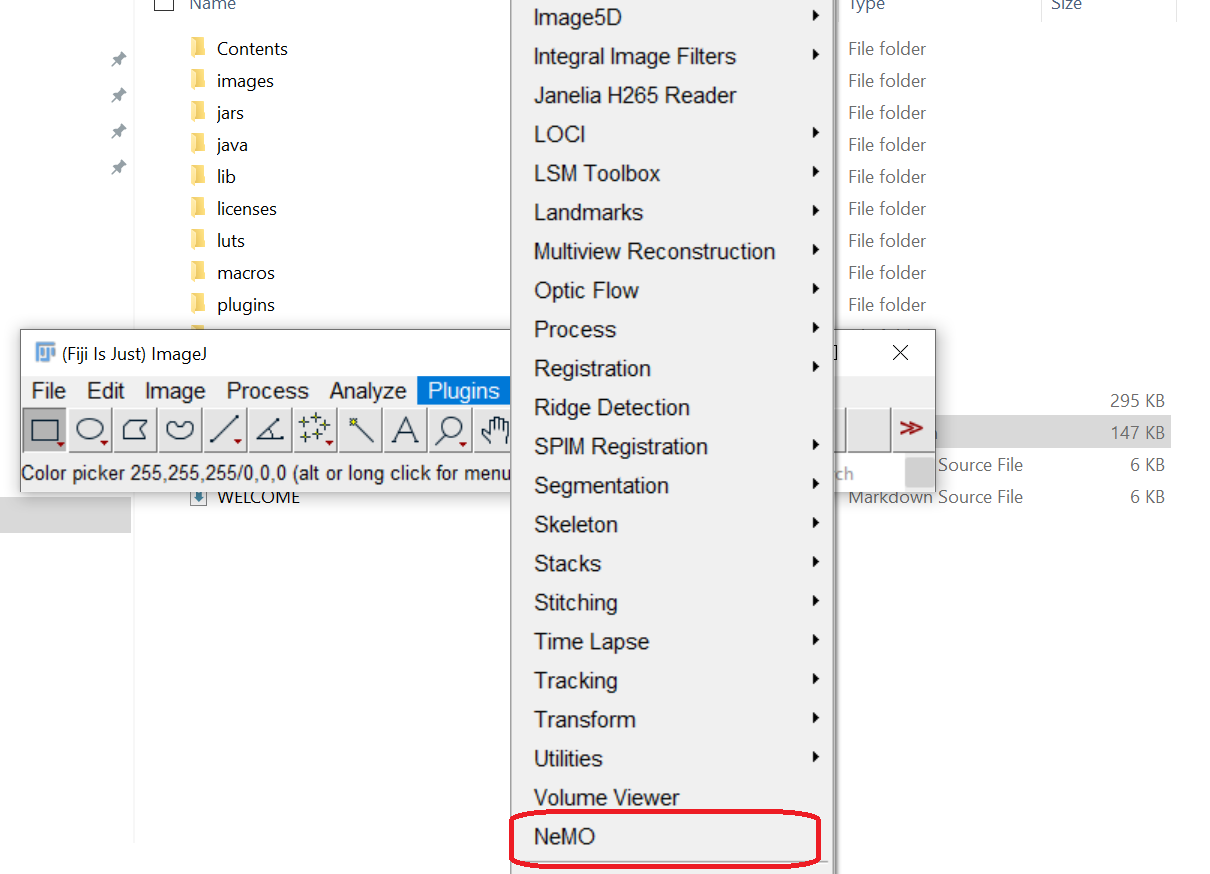 Name
Type
Size
Contents
File folder
images
File folder
jars
File folder
java
File folder
lib
File folder
licenses
File folder
luts
File folder
macros
File folder
plugins
File folder
(Fiji Is Just) ImageJ
File Edit Image Process Analyze Plugins
Color picker 255,255,255/0,0,0 (alt or long click for menu
295 KB
147 KB
Source File
6 KB
WELCOME
Markdown Source File
6 KB
Image5D
Integral Image Filters
Janelia H265 Reader
LOCI
LSM Toolbox
Landmarks
Multiview Reconstruction
Optic Flow
Process
Registration
Ridge Detection
SPIM Registration
Segmentation
Skeleton
Stacks
Stitching
Time Lapse
Tracking
Transform
Utilities
Volume Viewer
NeMO